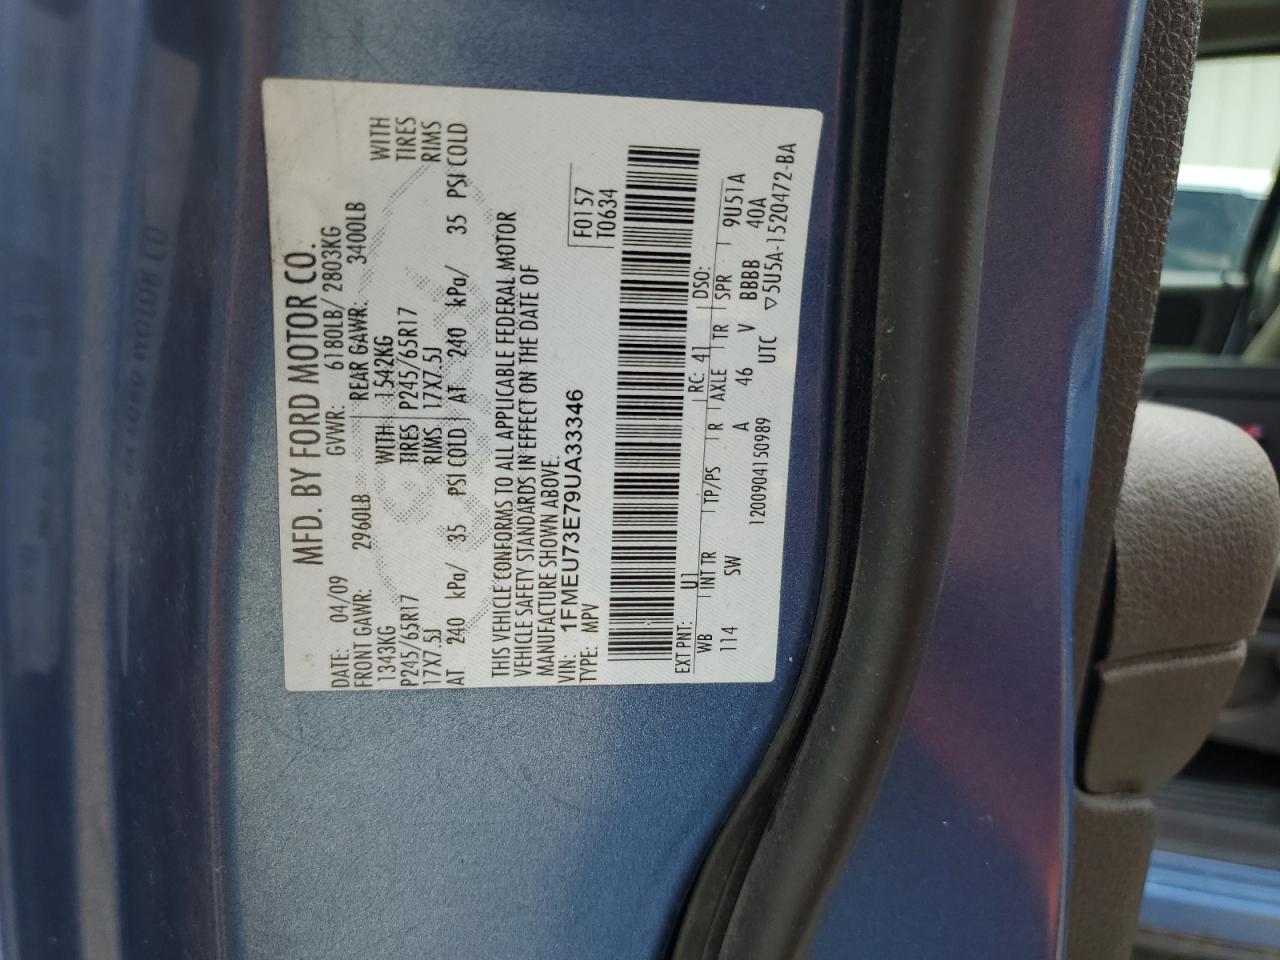 MFD. BY FORD MOTOR CO.
DATE: 04/09 GVWR: 6180LB/ 2803KG
FRONT GAWR: 2960LB REAR GAWR: 3400LB
1343KG WITH 1542KG WITH
P245/65R17 TIRES P245/65R17 TIRES
17X7.5J RIMS 17X7.5J RIMS
AT 240 kPa/ 35 PSI COLD AT 240 kPa/ 35 PSI COLD
THIS VEHICLE CONFORMS TO ALL APPLICABLE FEDERAL MOTOR
VEHICLE SAFETY STANDARDS IN EFFECT ON THE DATE OF
MANUFACTURE SHOWN ABOVE.
VIN: 1FMEU73E79UA33346
TYPE: MPV
F0157
T0634
EXT PNT: U1 RC: 41 DSO:
WB INT TR TP/PS R AXLE TR SPR 9U51A
114 SW A 46 V BBBB 40A
1200904150989 UTC ▽5U5A-1520472-BA